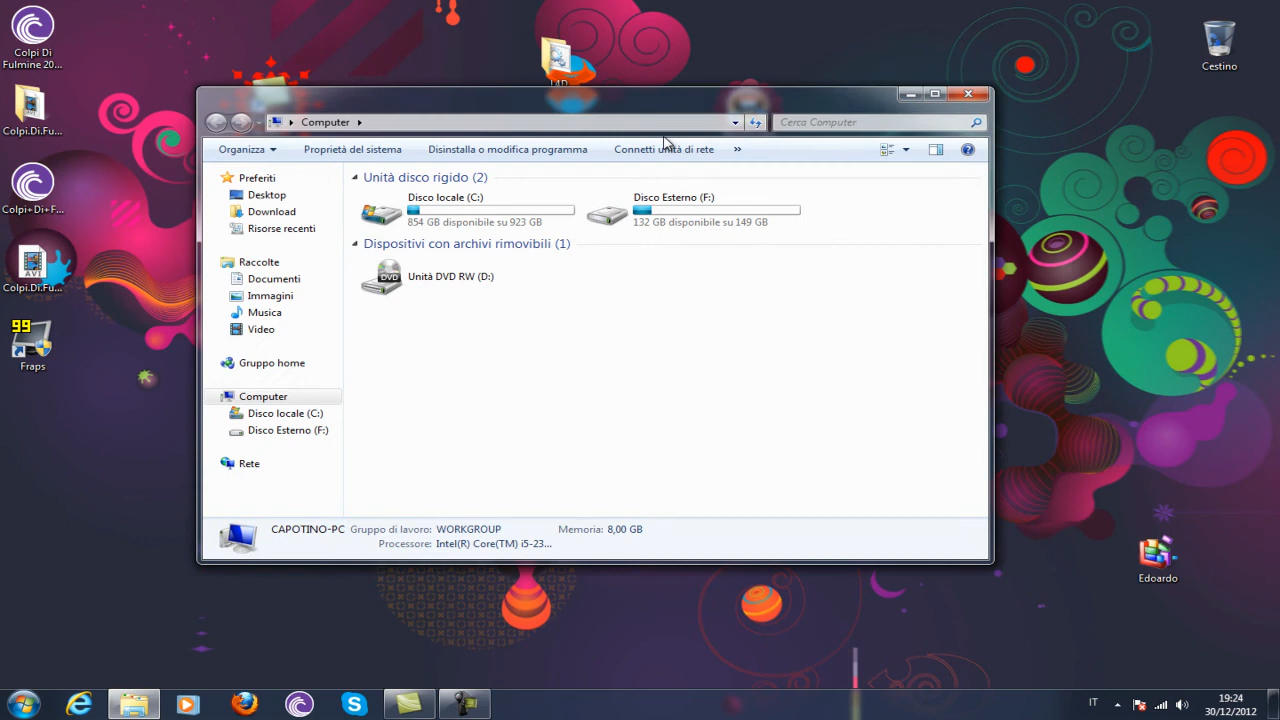 Colpi Di
Fulmine 20...
Colpi.Di.Fu...
Colpi+Di+F...
Colpi.Di.Fu...
99
Fraps
Cestino
Edoardo
Computer
Cerca Computer
Organizza
Proprietà del sistema
Disinstalla o modifica programma
Connetti unità di rete
»
Preferiti
Desktop
Download
Risorse recenti
Raccolte
Documenti
Immagini
Musica
Video
Gruppo home
Computer
Disco locale (C:)
Disco Esterno (F:)
Rete
Unità disco rigido (2)
Disco locale (C:)
854 GB disponibile su 923 GB
Disco Esterno (F:)
132 GB disponibile su 149 GB
Dispositivi con archivi rimovibili (1)
DVD
Unità DVD RW (D:)
CAPOTINO-PC Gruppo di lavoro: WORKGROUP Memoria: 8,00 GB
Processore: Intel(R) Core(TM) i5-23...
IT
19:24
30/12/2012